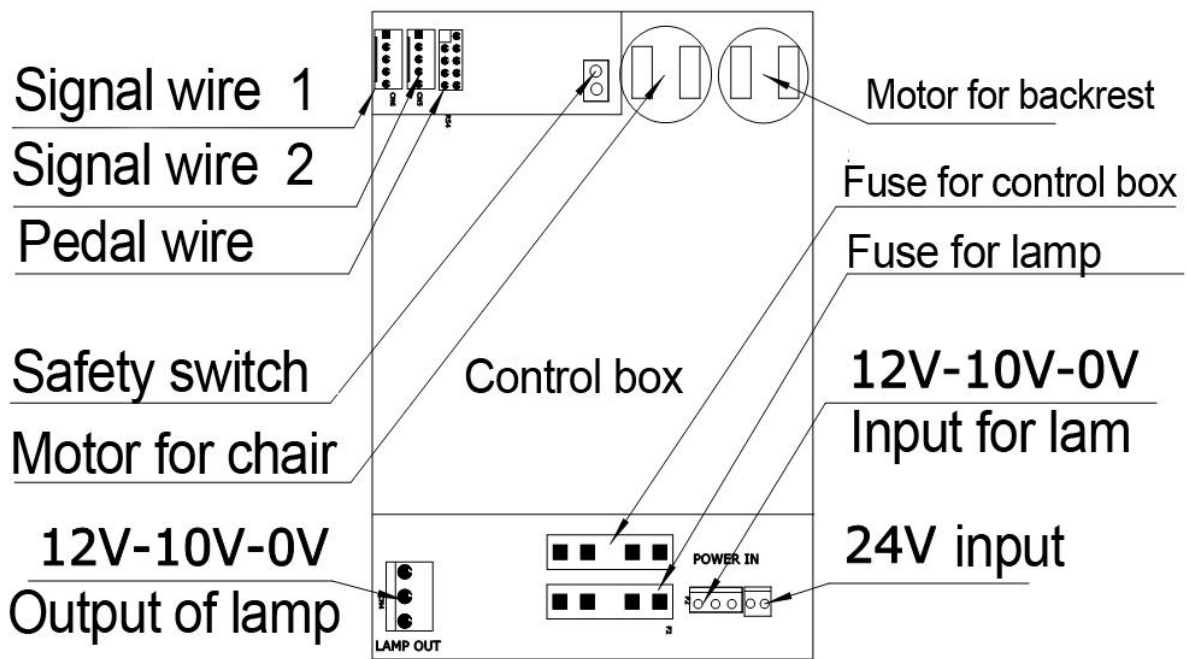 Signal wire 1
Signal wire 2
Pedal wire
Safety switch
Motor for chair
12V-10V-0V
Output of lamp
Control box
LAMP OUT
POWER IN
Motor for backrest
Fuse for control box
Fuse for lamp
12V-10V-0V
Input for lam
24V input